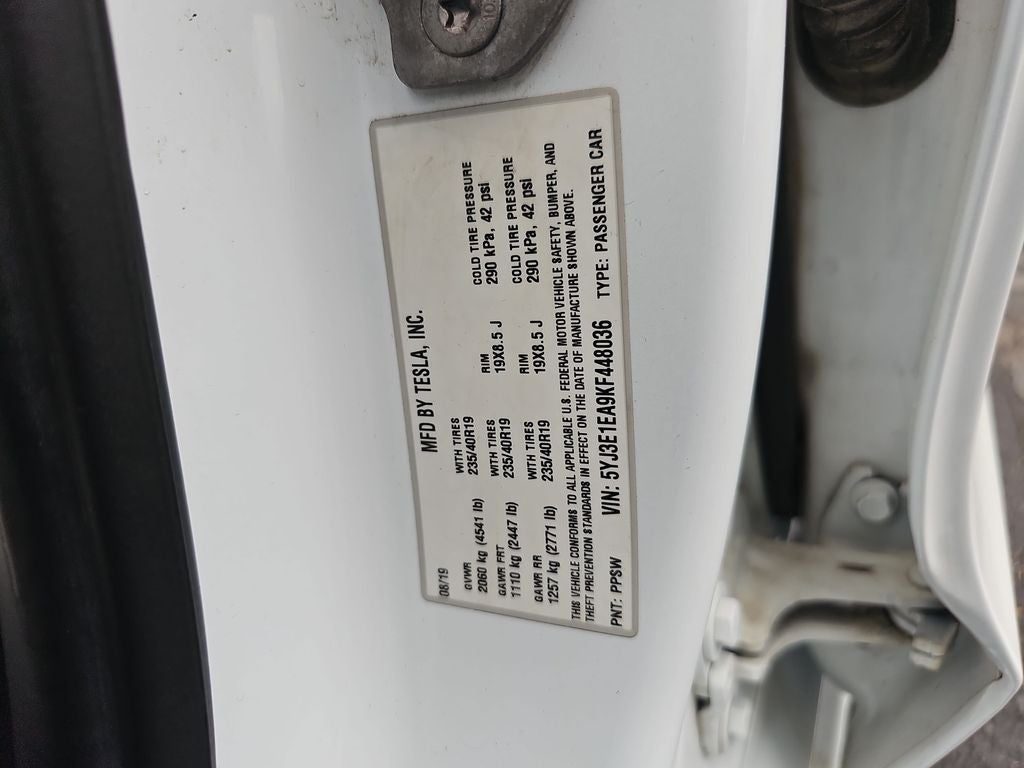 MFD BY TESLA, INC.
08/19
GVWR WITH TIRES RIM COLD TIRE PRESSURE
2060 kg (4541 lb) 235/40R19 19X8.5 J 290 kPa, 42 psi
GAWR FRT WITH TIRES RIM COLD TIRE PRESSURE
1110 kg (2447 lb) 235/40R19 19X8.5 J 290 kPa, 42 psi
GAWR RR WITH TIRES
1257 kg (2771 lb) 235/40R19
THIS VEHICLE CONFORMS TO ALL APPLICABLE U.S. FEDERAL MOTOR VEHICLE SAFETY, BUMPER, AND
THEFT PREVENTION STANDARDS IN EFFECT ON THE DATE OF MANUFACTURE SHOWN ABOVE.
PNT: PPSW VIN: 5YJ3E1EA9KF448036 TYPE: PASSENGER CAR